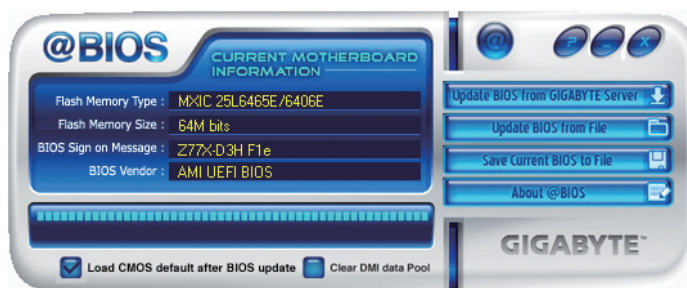 @BIOS
CURRENT MOTHERBOARD
INFORMATION
Flash Memory Type : MXIC 25L6465E/6406E
Flash Memory Size : 64M bits
BIOS Sign on Message : Z77X-D3H F1e
BIOS Vendor : AMI UEFI BIOS
Load CMOS default after BIOS update Clear DMI data Pool
@ ? _ X
Update BIOS from GIGABYTE Server
Update BIOS from File
Save Current BIOS to File
About @BIOS
GIGABYTE™